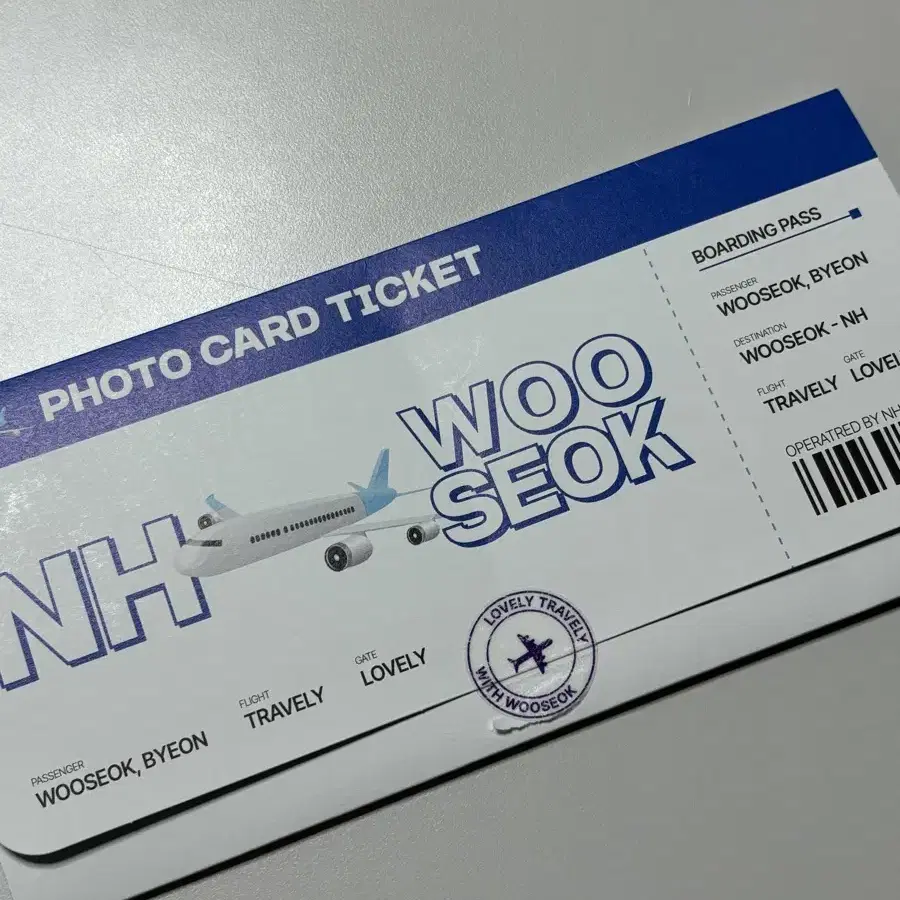 PHOTO CARD TICKET
NH
WOO
SEOK
PASSENGER
WOOSEOK, BYEON
FLIGHT
TRAVELY
GATE
LOVELY
LOVELY TRAVELY
WITH WOOSEOK
BOARDING PASS
PASSENGER
WOOSEOK, BYEON
DESTINATION
WOOSEOK - NH
FLIGHT
TRAVELY
GATE
LOVEL
OPERATRED BY NH